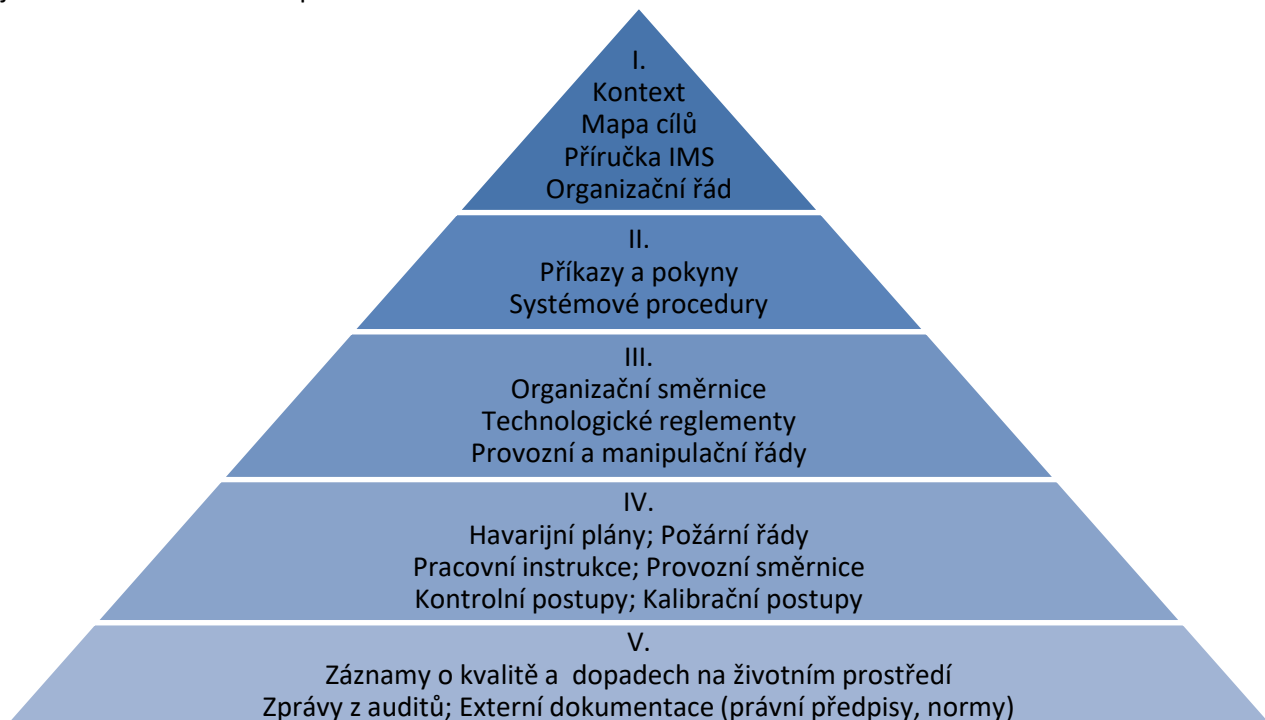 I.
Kontext
Mapa cílů
Příručka IMS
Organizační řád
II.
Příkazy a pokyny
Systémové procedury
III.
Organizační směrnice
Technologické reglementy
Provozní a manipulační řády
IV.
Havarijní plány; Požární řády
Pracovní instrukce; Provozní směrnice
Kontrolní postupy; Kalibrační postupy
V.
Záznamy o kvalitě a  dopadech na životním prostředí
Zprávy z auditů; Externí dokumentace (právní předpisy, normy)